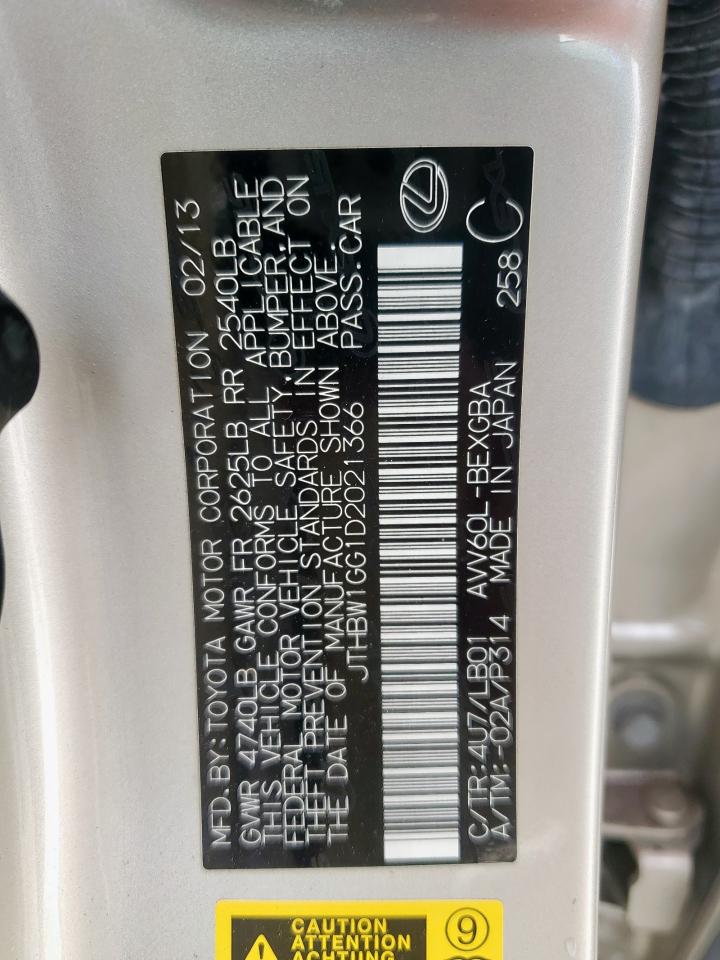 MFD. BY: TOYOTA MOTOR CORPORATION 02/13
GVWR 4740LB GAWR FR 2625LB RR 2540LB
THIS VEHICLE CONFORMS TO ALL APPLICABLE
FEDERAL MOTOR VEHICLE SAFETY, BUMPER, AND
THEFT PREVENTION STANDARDS IN EFFECT ON
THE DATE OF MANUFACTURE SHOWN ABOVE.
JTHBW1GG1D2021366 PASS. CAR
C/TR: 4U7/LB01 AVV60L-BEXGBA
A/TM: -02A/P314 MADE IN JAPAN 258 C
CAUTION
ATTENTION
ACHTUNG
9